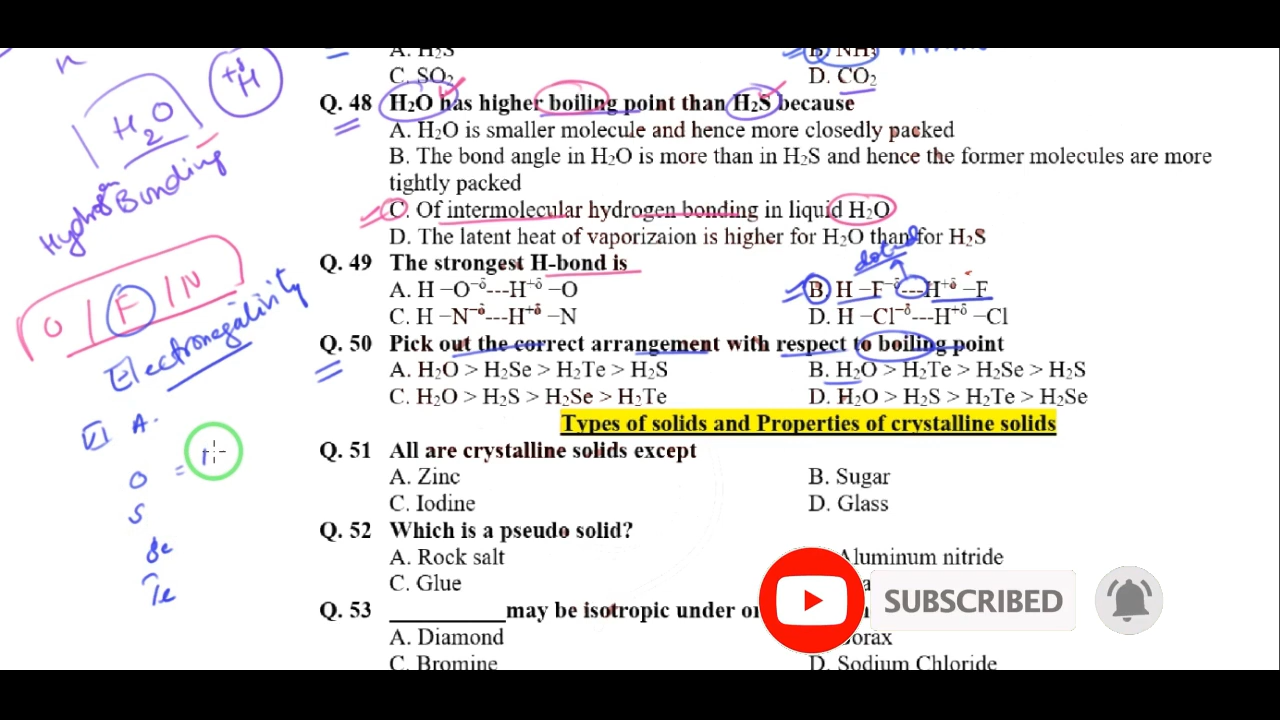 A. H₂S B. NH₃
C. SO₂ D. CO₂
Q. 48 H₂O has higher boiling point than H₂S because
A. H₂O is smaller molecule and hence more closedly packed
B. The bond angle in H₂O is more than in H₂S and hence the former molecules are more
tightly packed
C. Of intermolecular hydrogen bonding in liquid H₂O
D. The latent heat of vaporizaion is higher for H₂O than for H₂S
Q. 49 The strongest H-bond is
A. H –O⁻ᵟ---H⁺ᵟ –O B. H –F⁻ᵟ---H⁺ᵟ –F
C. H –N⁻ᵟ---H⁺ᵟ –N D. H –Cl⁻ᵟ---H⁺ᵟ –Cl
Q. 50 Pick out the correct arrangement with respect to boiling point
A. H₂O > H₂Se > H₂Te > H₂S B. H₂O > H₂Te > H₂Se > H₂S
C. H₂O > H₂S > H₂Se > H₂Te D. H₂O > H₂S > H₂Te > H₂Se
Types of solids and Properties of crystalline solids
Q. 51 All are crystalline solids except
A. Zinc B. Sugar
C. Iodine D. Glass
Q. 52 Which is a pseudo solid?
A. Rock salt Aluminum nitride
C. Glue
Q. 53 __________may be isotropic under
A. Diamond Borax
C. Bromine D. Sodium Chloride
SUBSCRIBED
n
+δH
H₂O
Hydrogen Bonding
O / F / N
Electronegativity
VI A.
O =
S
Se
Te
dotted